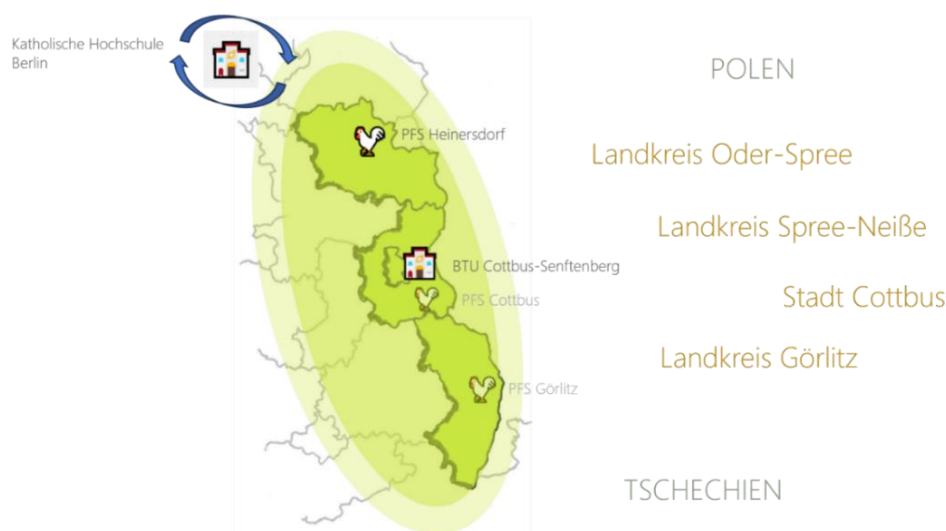 Katholische Hochschule
Berlin
POLEN
PFS Heinersdorf
Landkreis Oder-Spree
Landkreis Spree-Neiße
BTU Cottbus-Senftenberg
Stadt Cottbus
PFS Cottbus
Landkreis Görlitz
PFS Görlitz
TSCHECHIEN